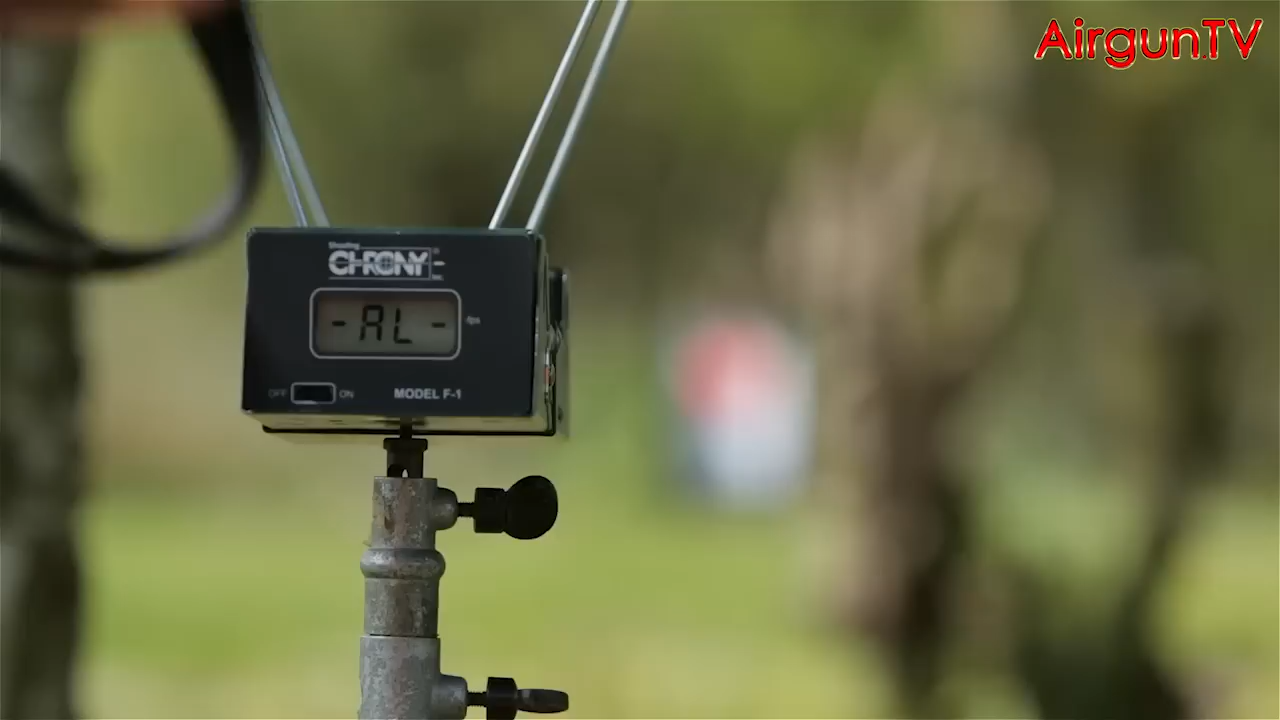 AirgunTV
Shooting
CHRONY
Inc.
- AL -
fps
OFF
ON
MODEL F-1